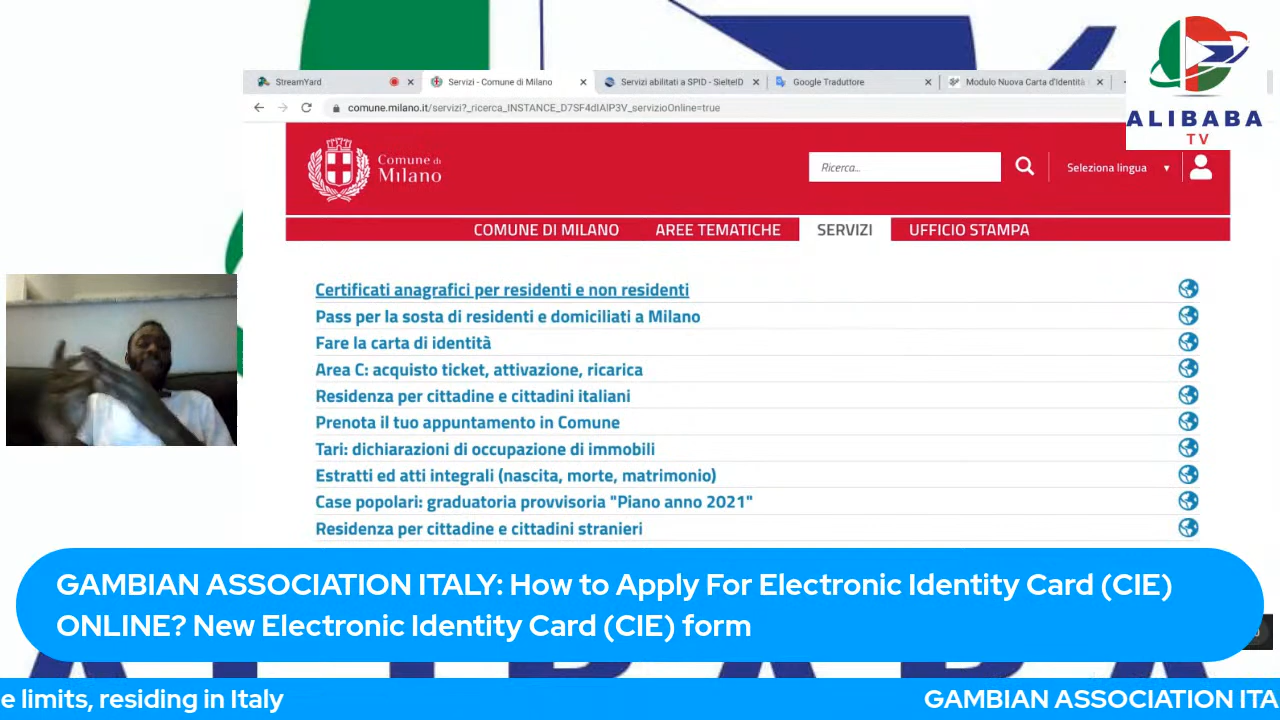 StreamYard
Servizi - Comune di Milano
Servizi abilitati a SPID - SielteID
Google Traduttore
Modulo Nuova Carta d'Identità
comune.milano.it/servizi?_ricerca_INSTANCE_D7SF4dIAIP3V_servizioOnline=true
ALIBABA
TV
Comune di
Milano
Ricerca...
Seleziona lingua
COMUNE DI MILANO
AREE TEMATICHE
SERVIZI
UFFICIO STAMPA
Certificati anagrafici per residenti e non residenti
Pass per la sosta di residenti e domiciliati a Milano
Fare la carta di identità
Area C: acquisto ticket, attivazione, ricarica
Residenza per cittadine e cittadini italiani
Prenota il tuo appuntamento in Comune
Tari: dichiarazioni di occupazione di immobili
Estratti ed atti integrali (nascita, morte, matrimonio)
Case popolari: graduatoria provvisoria "Piano anno 2021"
Residenza per cittadine e cittadini stranieri
GAMBIAN ASSOCIATION ITALY: How to Apply For Electronic Identity Card (CIE)
ONLINE? New Electronic Identity Card (CIE) form
e limits, residing in Italy
GAMBIAN ASSOCIATION ITA